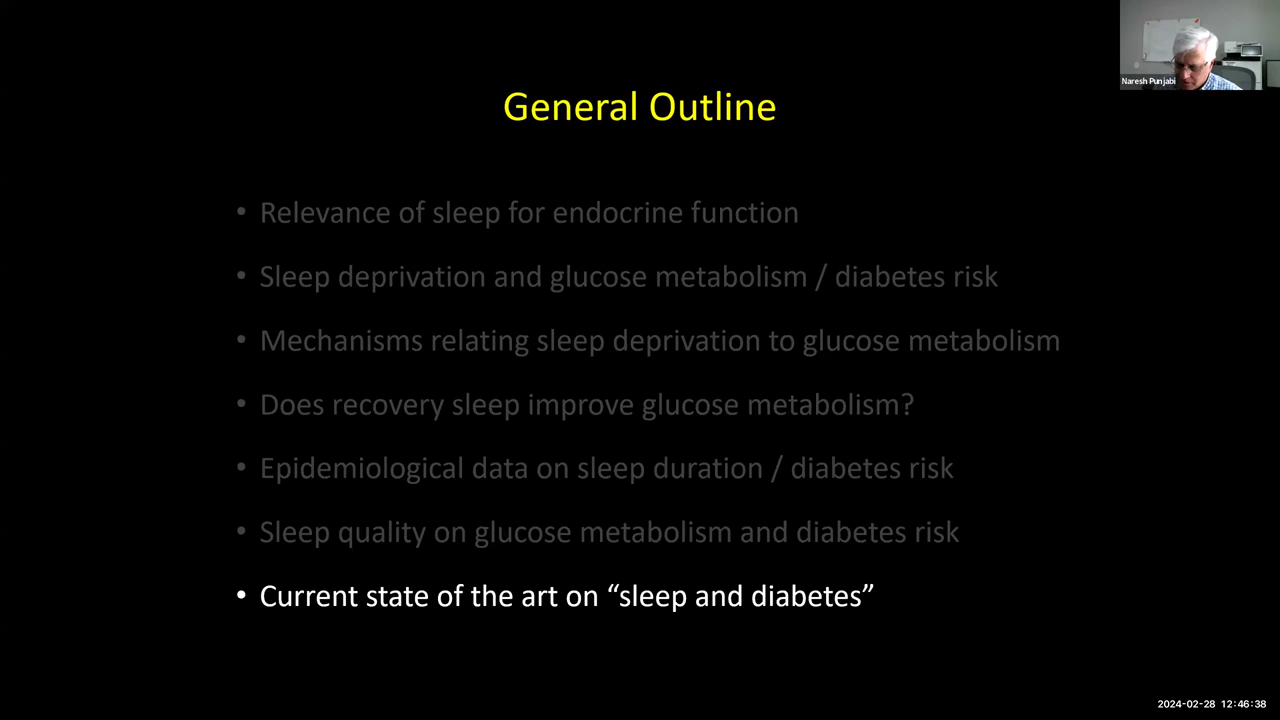 Naresh Punjabi
General Outline
• Relevance of sleep for endocrine function
• Sleep deprivation and glucose metabolism / diabetes risk
• Mechanisms relating sleep deprivation to glucose metabolism
• Does recovery sleep improve glucose metabolism?
• Epidemiological data on sleep duration / diabetes risk
• Sleep quality on glucose metabolism and diabetes risk
• Current state of the art on “sleep and diabetes”
2024-02-28 12:46:38